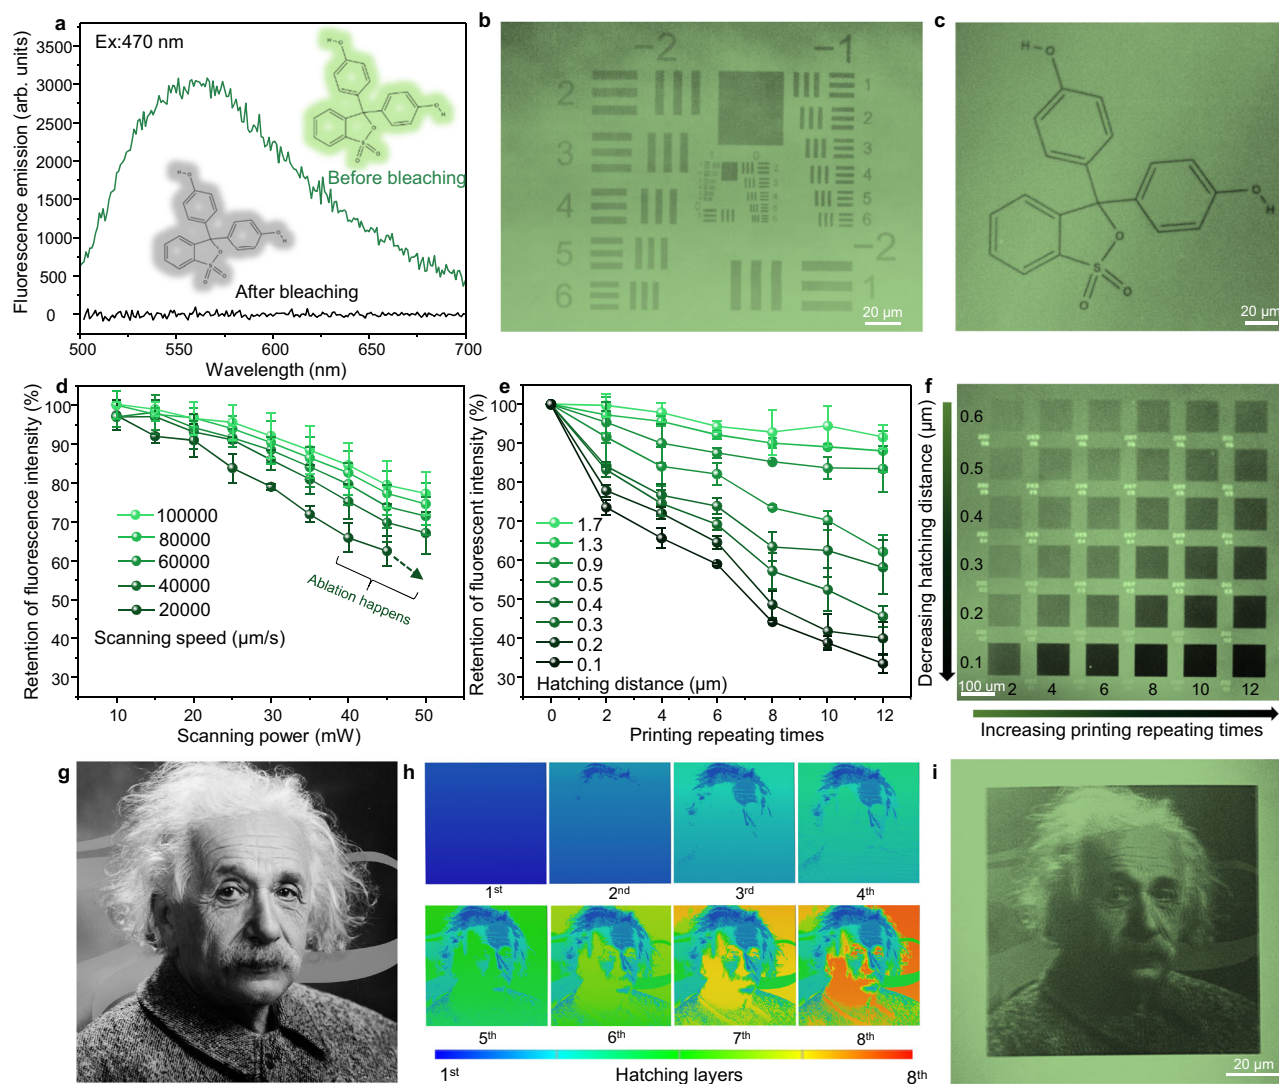 a
Ex:470 nm
Fluorescence emission (arb. units)
3500
3000
2500
2000
1500
1000
500
0
Before bleaching
After bleaching
500
550
600
650
700
Wavelength (nm)
b
−2
−1
2
3
4
5
6
1
2
3
4
5
6
0
−2
1
20 µm
c
H
O
O
H
O
S
O
O
20 µm
d
Retention of fluorescence intensity (%)
100
90
80
70
60
50
40
30
100000
80000
60000
40000
20000
Scanning speed (µm/s)
Ablation happens
10
15
20
25
30
35
40
45
50
Scanning power (mW)
e
Retention of fluorescent intensity (%)
100
90
80
70
60
50
40
30
1.7
1.3
0.9
0.5
0.4
0.3
0.2
0.1
Hatching distance (µm)
0
2
4
6
8
10
12
Printing repeating times
f
Decreasing hatching distance (µm)
0.6
0.5
0.4
0.3
0.2
0.1
100 um
2
4
6
8
10
12
Increasing printing repeating times
g
h
1st
2nd
3rd
4th
5th
6th
7th
8th
1st
Hatching layers
8th
i
20 µm